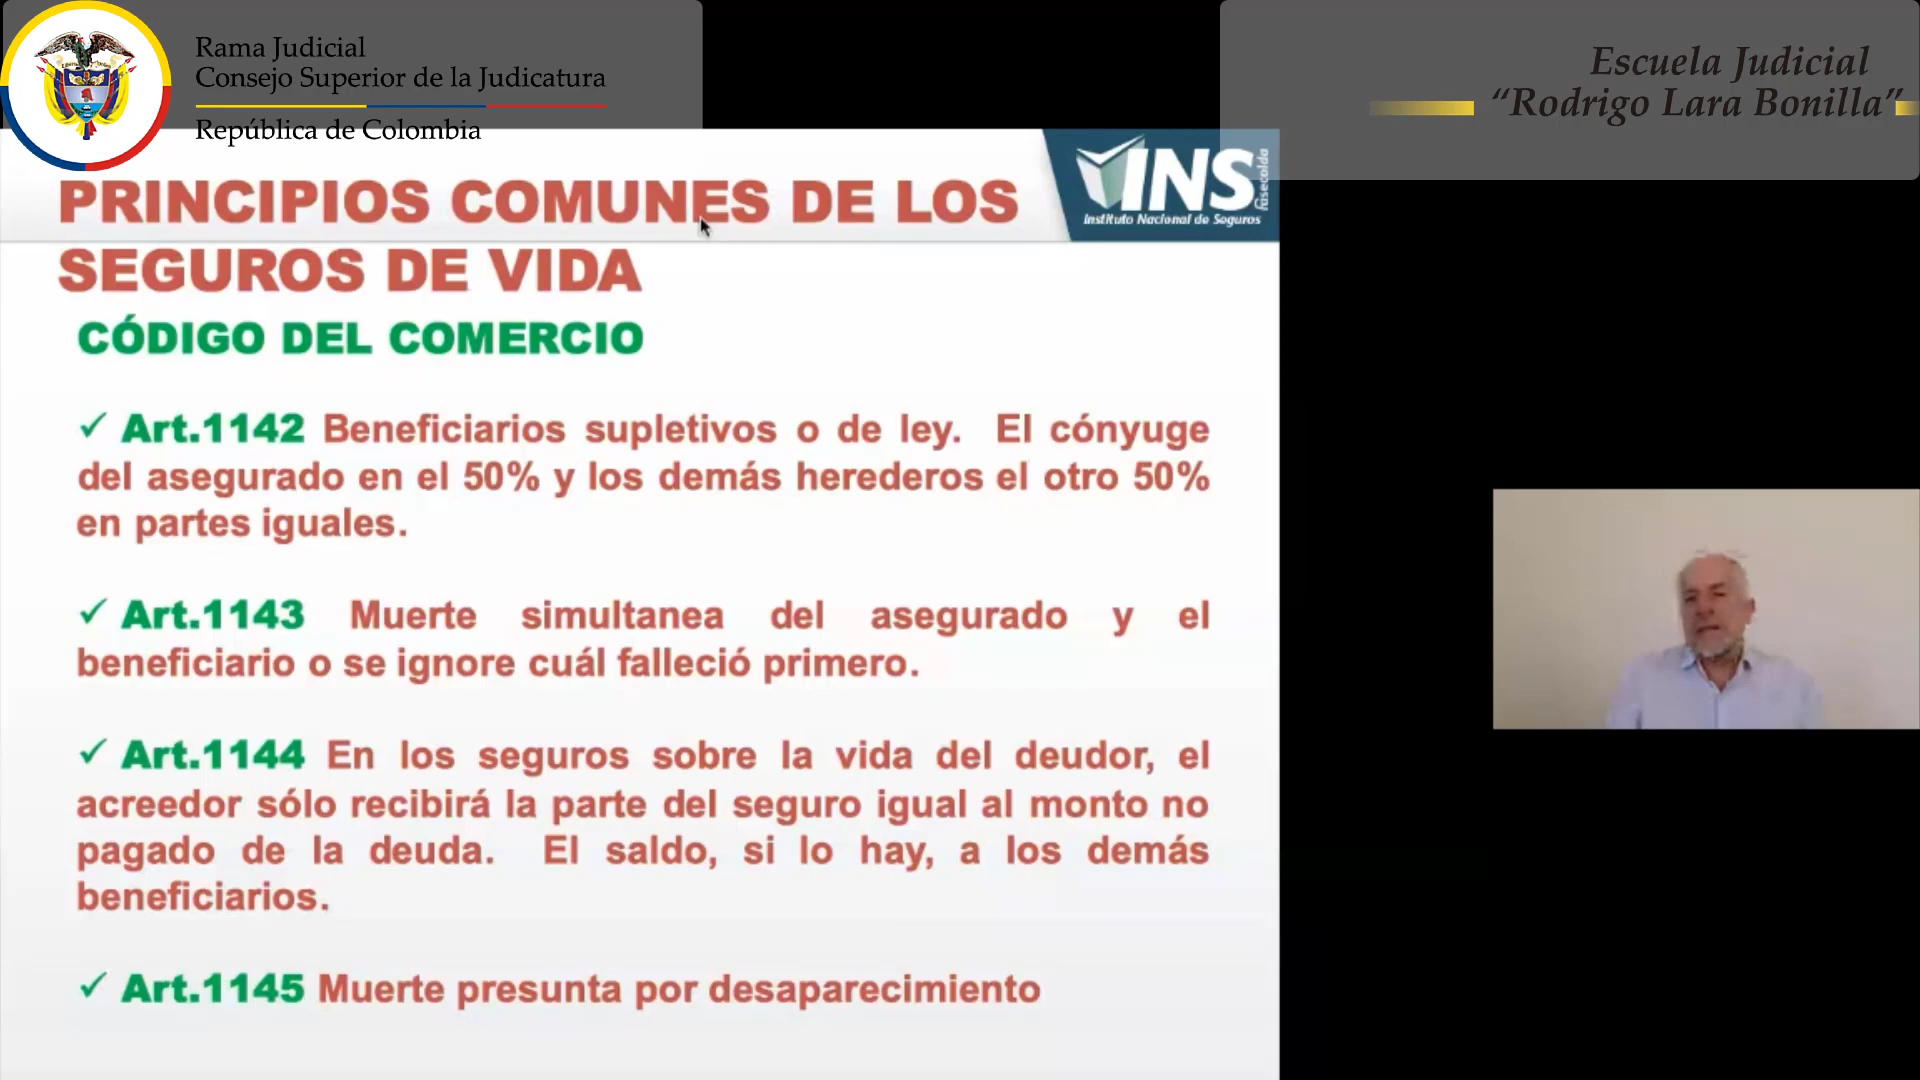 Rama Judicial
Consejo Superior de la Judicatura
República de Colombia
Escuela Judicial
“Rodrigo Lara Bonilla”
INS
fasecolda
Instituto Nacional de Seguros
PRINCIPIOS COMUNES DE LOS
SEGUROS DE VIDA
CÓDIGO DEL COMERCIO
✓ Art.1142 Beneficiarios supletivos o de ley. El cónyuge
del asegurado en el 50% y los demás herederos el otro 50%
en partes iguales.
✓ Art.1143 Muerte simultanea del asegurado y el
beneficiario o se ignore cuál falleció primero.
✓ Art.1144 En los seguros sobre la vida del deudor, el
acreedor sólo recibirá la parte del seguro igual al monto no
pagado de la deuda. El saldo, si lo hay, a los demás
beneficiarios.
✓ Art.1145 Muerte presunta por desaparecimiento